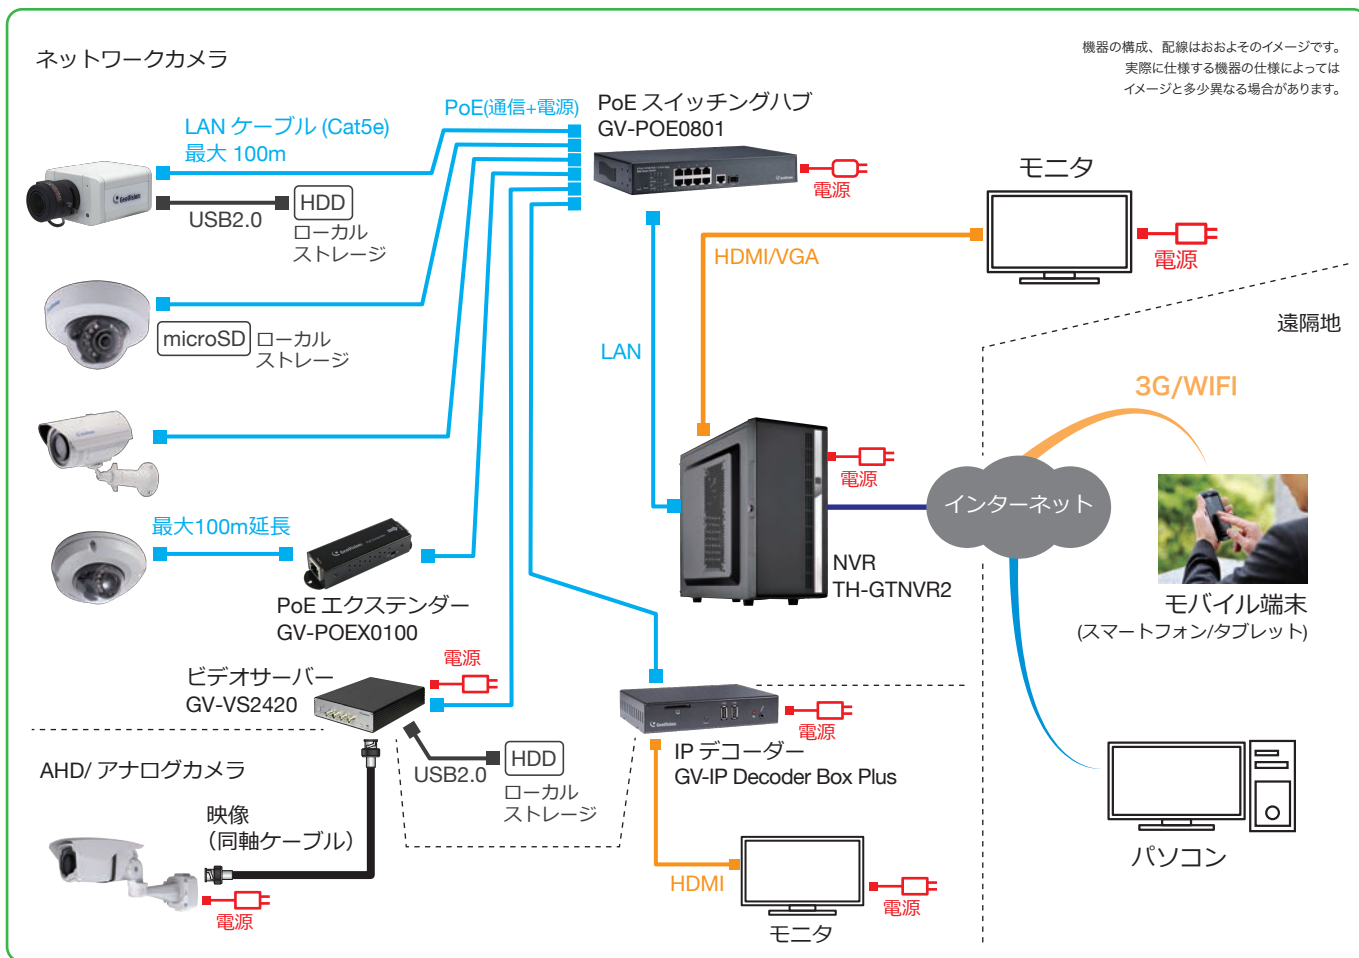 ネットワークカメラ
機器の構成、配線はおおよそのイメージです。
実際に仕様する機器の仕様によっては
イメージと多少異なる場合があります。
PoE(通信+電源)
PoE スイッチングハブ
GV-POE0801
LAN ケーブル (Cat5e)
最大 100m
GeoVision
USB2.0
HDD
ローカル
ストレージ
GeoVision
電源
モニタ
HDMI/VGA
電源
microSD
ローカル
ストレージ
LAN
遠隔地
3G/WIFI
電源
インターネット
最大100m延長
GeoVision
PoE エクステンダー
GV-POEX0100
NVR
TH-GTNVR2
モバイル端末
(スマートフォン/タブレット)
ビデオサーバー
GV-VS2420
電源
GeoVision
電源
IP デコーダー
GV-IP Decoder Box Plus
USB2.0
HDD
ローカル
ストレージ
AHD/ アナログカメラ
映像
（同軸ケーブル）
電源
HDMI
電源
モニタ
パソコン